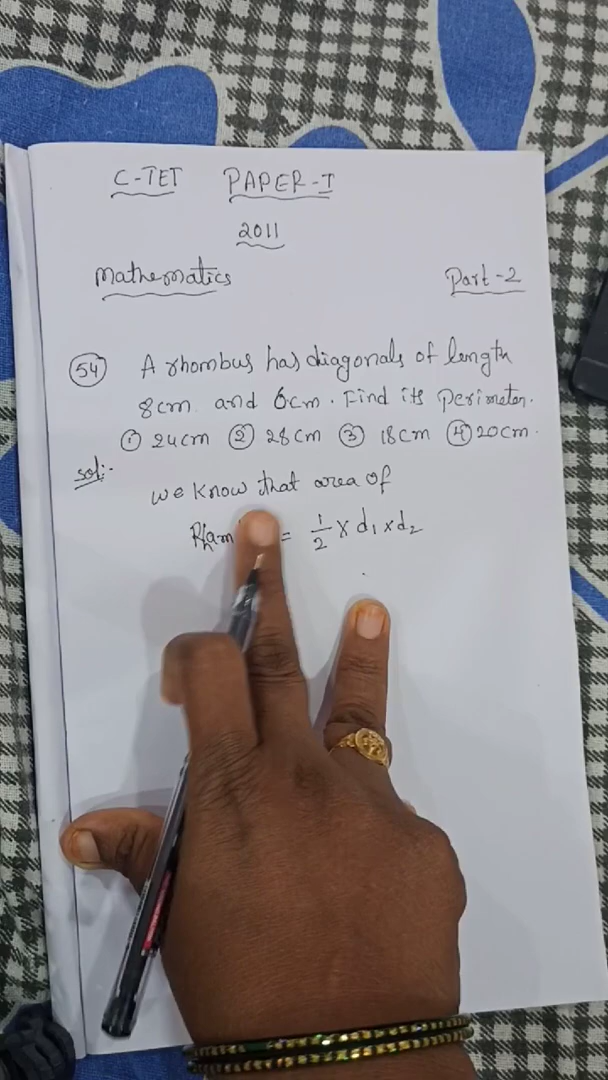 C-TET PAPER-I
2011
Mathematics Part-2
54 A rhombus has diagonals of length
8cm and 6cm. Find its perimeter.
① 24cm ② 28cm ③ 18cm ④ 20cm.
Sol:-
we know that area of
= 1/2 × d₁ × d₂